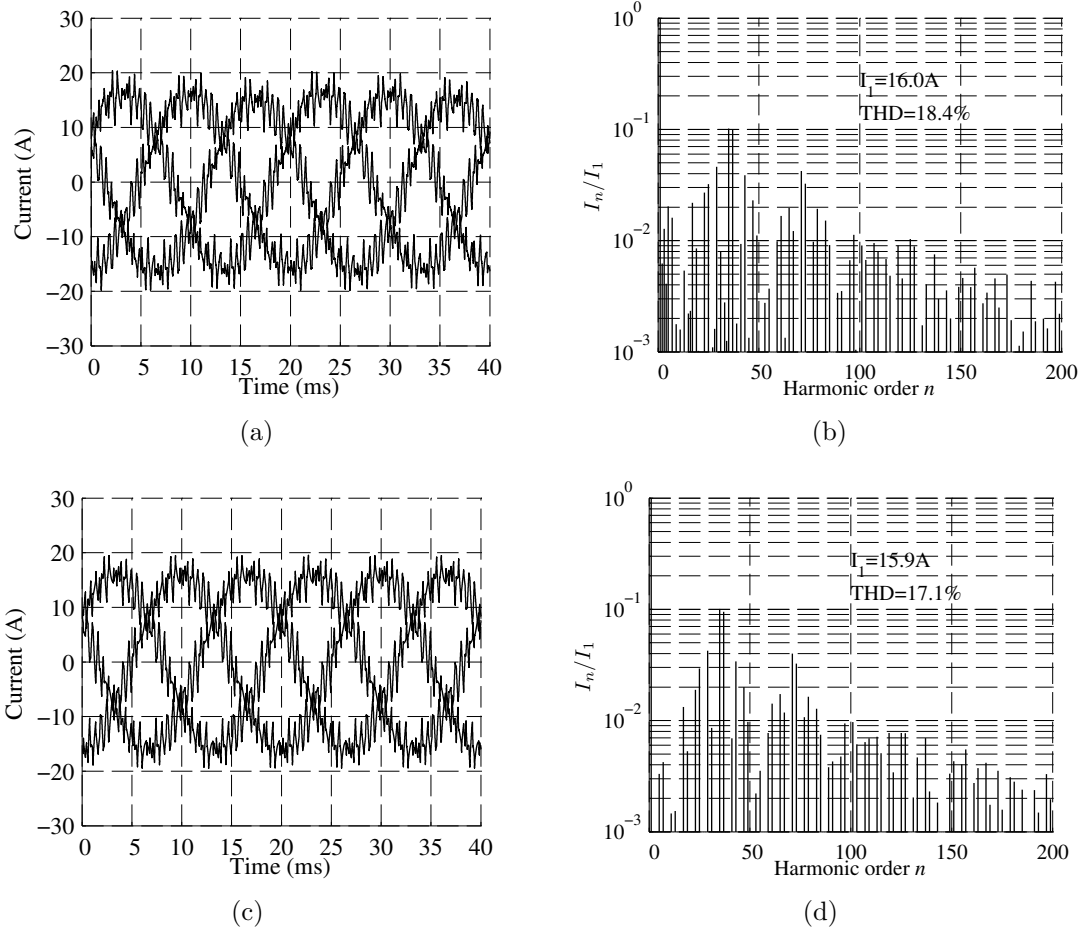 30
20
10
0
−10
−20
−30
Current (A)
0 5 10 15 20 25 30 35 40
Time (ms)
(a)
10^0
10^-1
10^-2
10^-3
I_n/I_1
I_1=16.0A
THD=18.4%
0 50 100 150 200
Harmonic order n
(b)
30
20
10
0
−10
−20
−30
Current (A)
0 5 10 15 20 25 30 35 40
Time (ms)
(c)
10^0
10^-1
10^-2
10^-3
I_n/I_1
I_1=15.9A
THD=17.1%
0 50 100 150 200
Harmonic order n
(d)